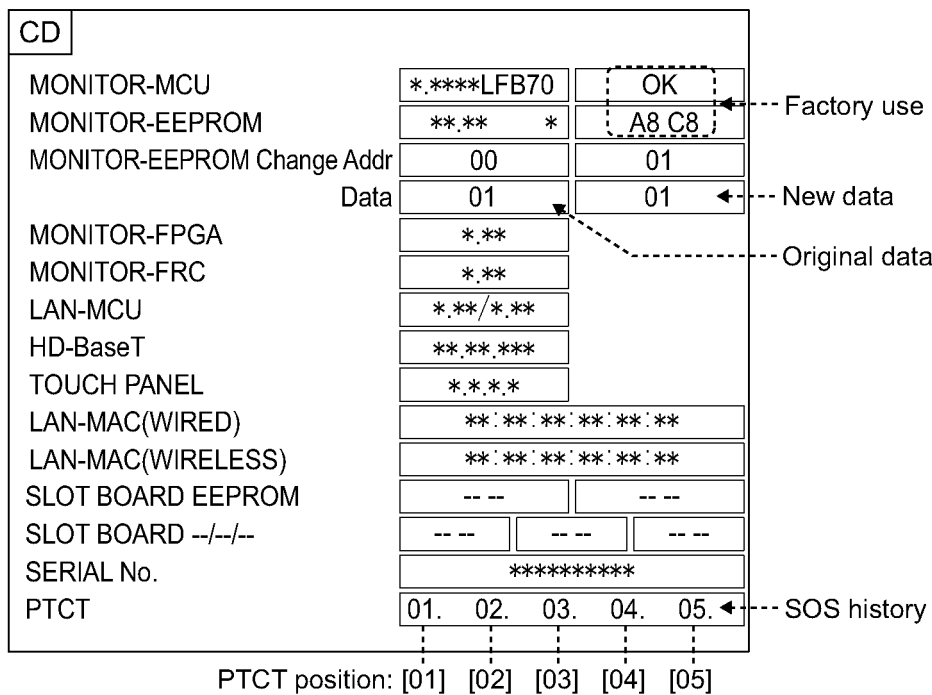 CD
MONITOR-MCU *.****LFB70 OK
Factory use
MONITOR-EEPROM **.** * A8 C8
MONITOR-EEPROM Change Addr 00 01
Data 01 01 New data
MONITOR-FPGA *.**
Original data
MONITOR-FRC *.**
LAN-MCU *.**/*.**
HD-BaseT **.**.***
TOUCH PANEL *.*.*.*
LAN-MAC(WIRED) **:**:**:**:**:**
LAN-MAC(WIRELESS) **:**:**:**:**:**
SLOT BOARD EEPROM -- -- -- --
SLOT BOARD --/--/-- -- -- -- -- -- --
SERIAL No. **********
PTCT 01. 02. 03. 04. 05. SOS history
PTCT position: [01] [02] [03] [04] [05]